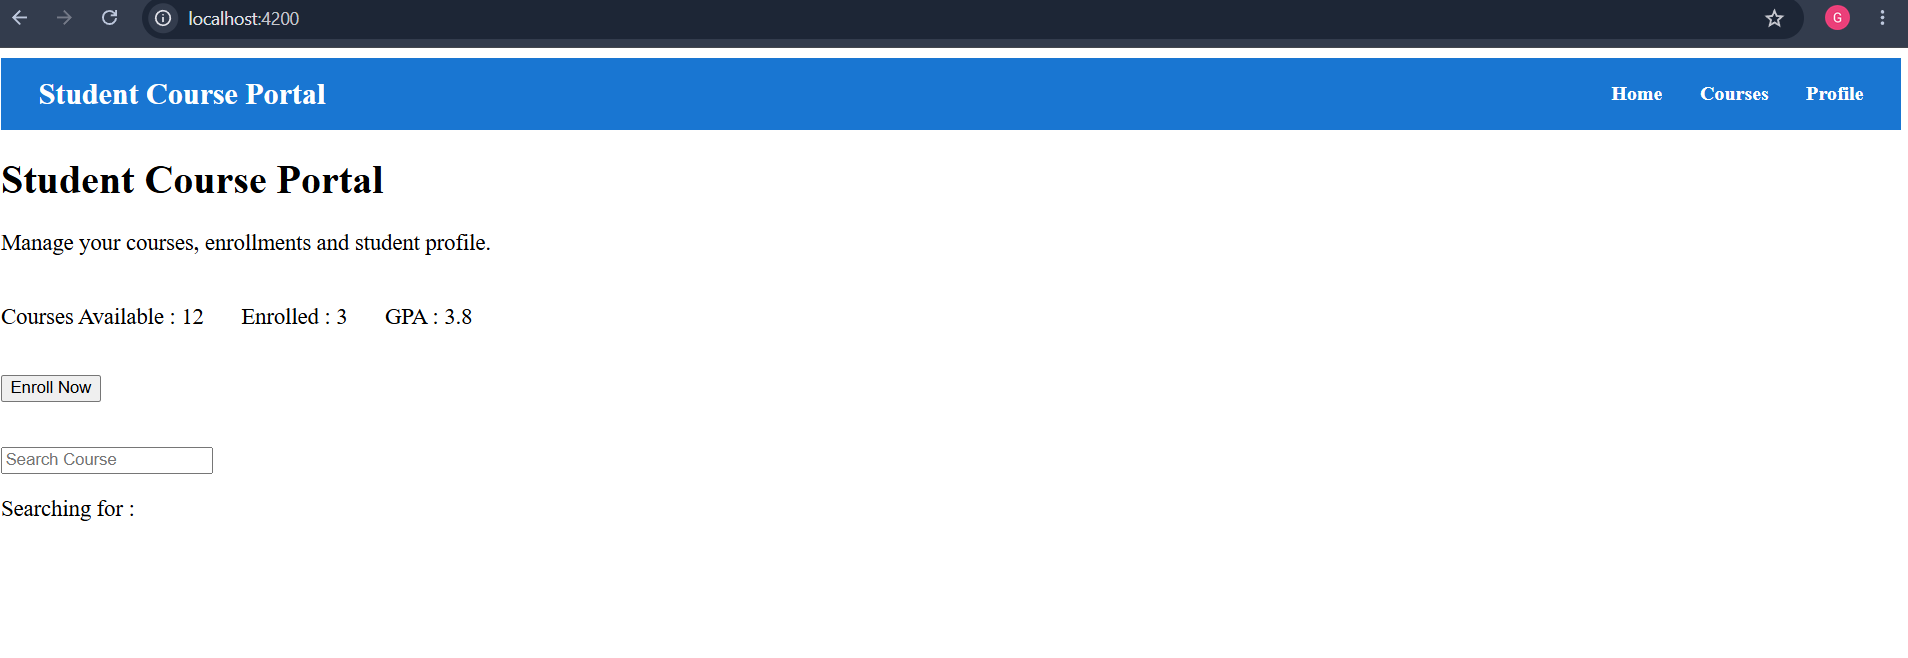 localhost:4200
G
Student Course Portal Home Courses Profile
Student Course Portal
Manage your courses, enrollments and student profile.
Courses Available : 12 Enrolled : 3 GPA : 3.8
Enroll Now
Search Course
Searching for :